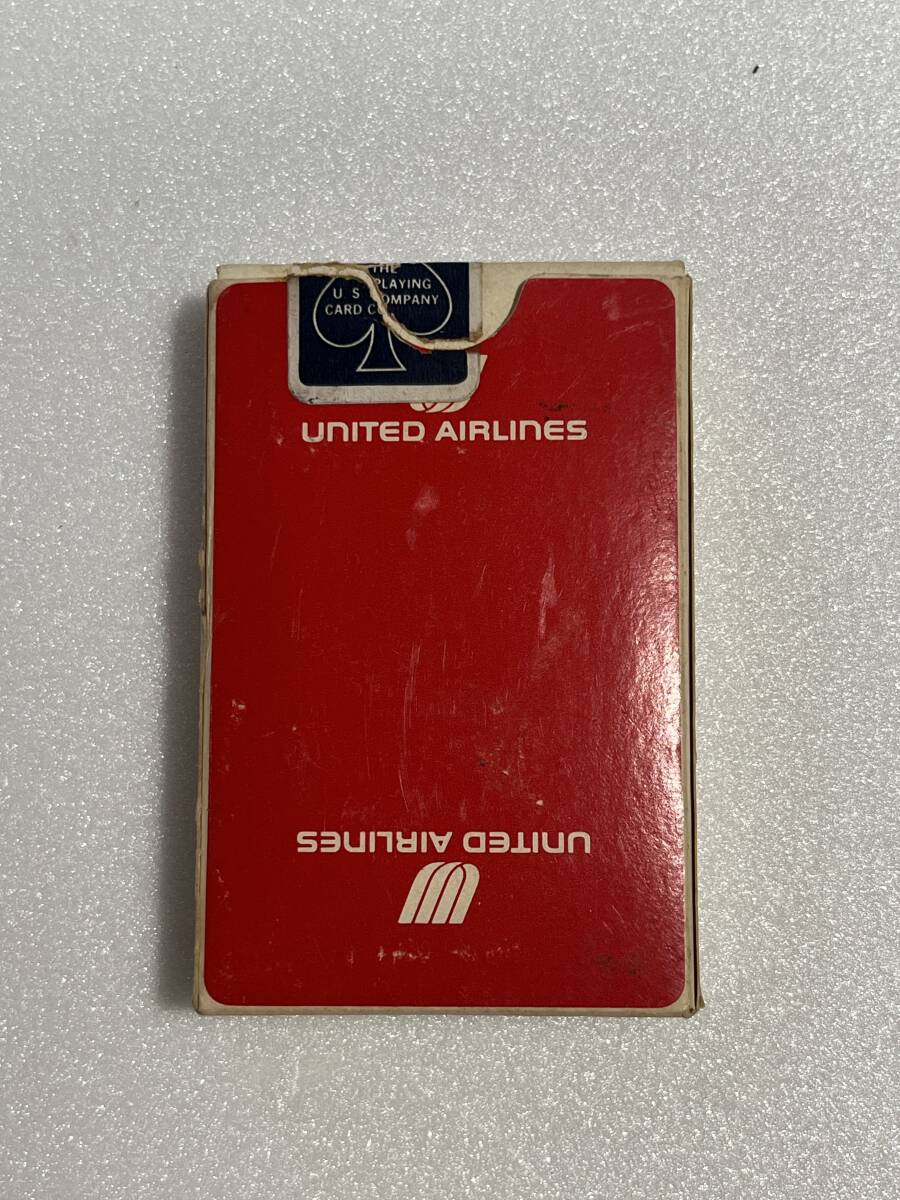 THE
U S PLAYING
CARD COMPANY
UNITED AIRLINES
UNITED AIRLINES